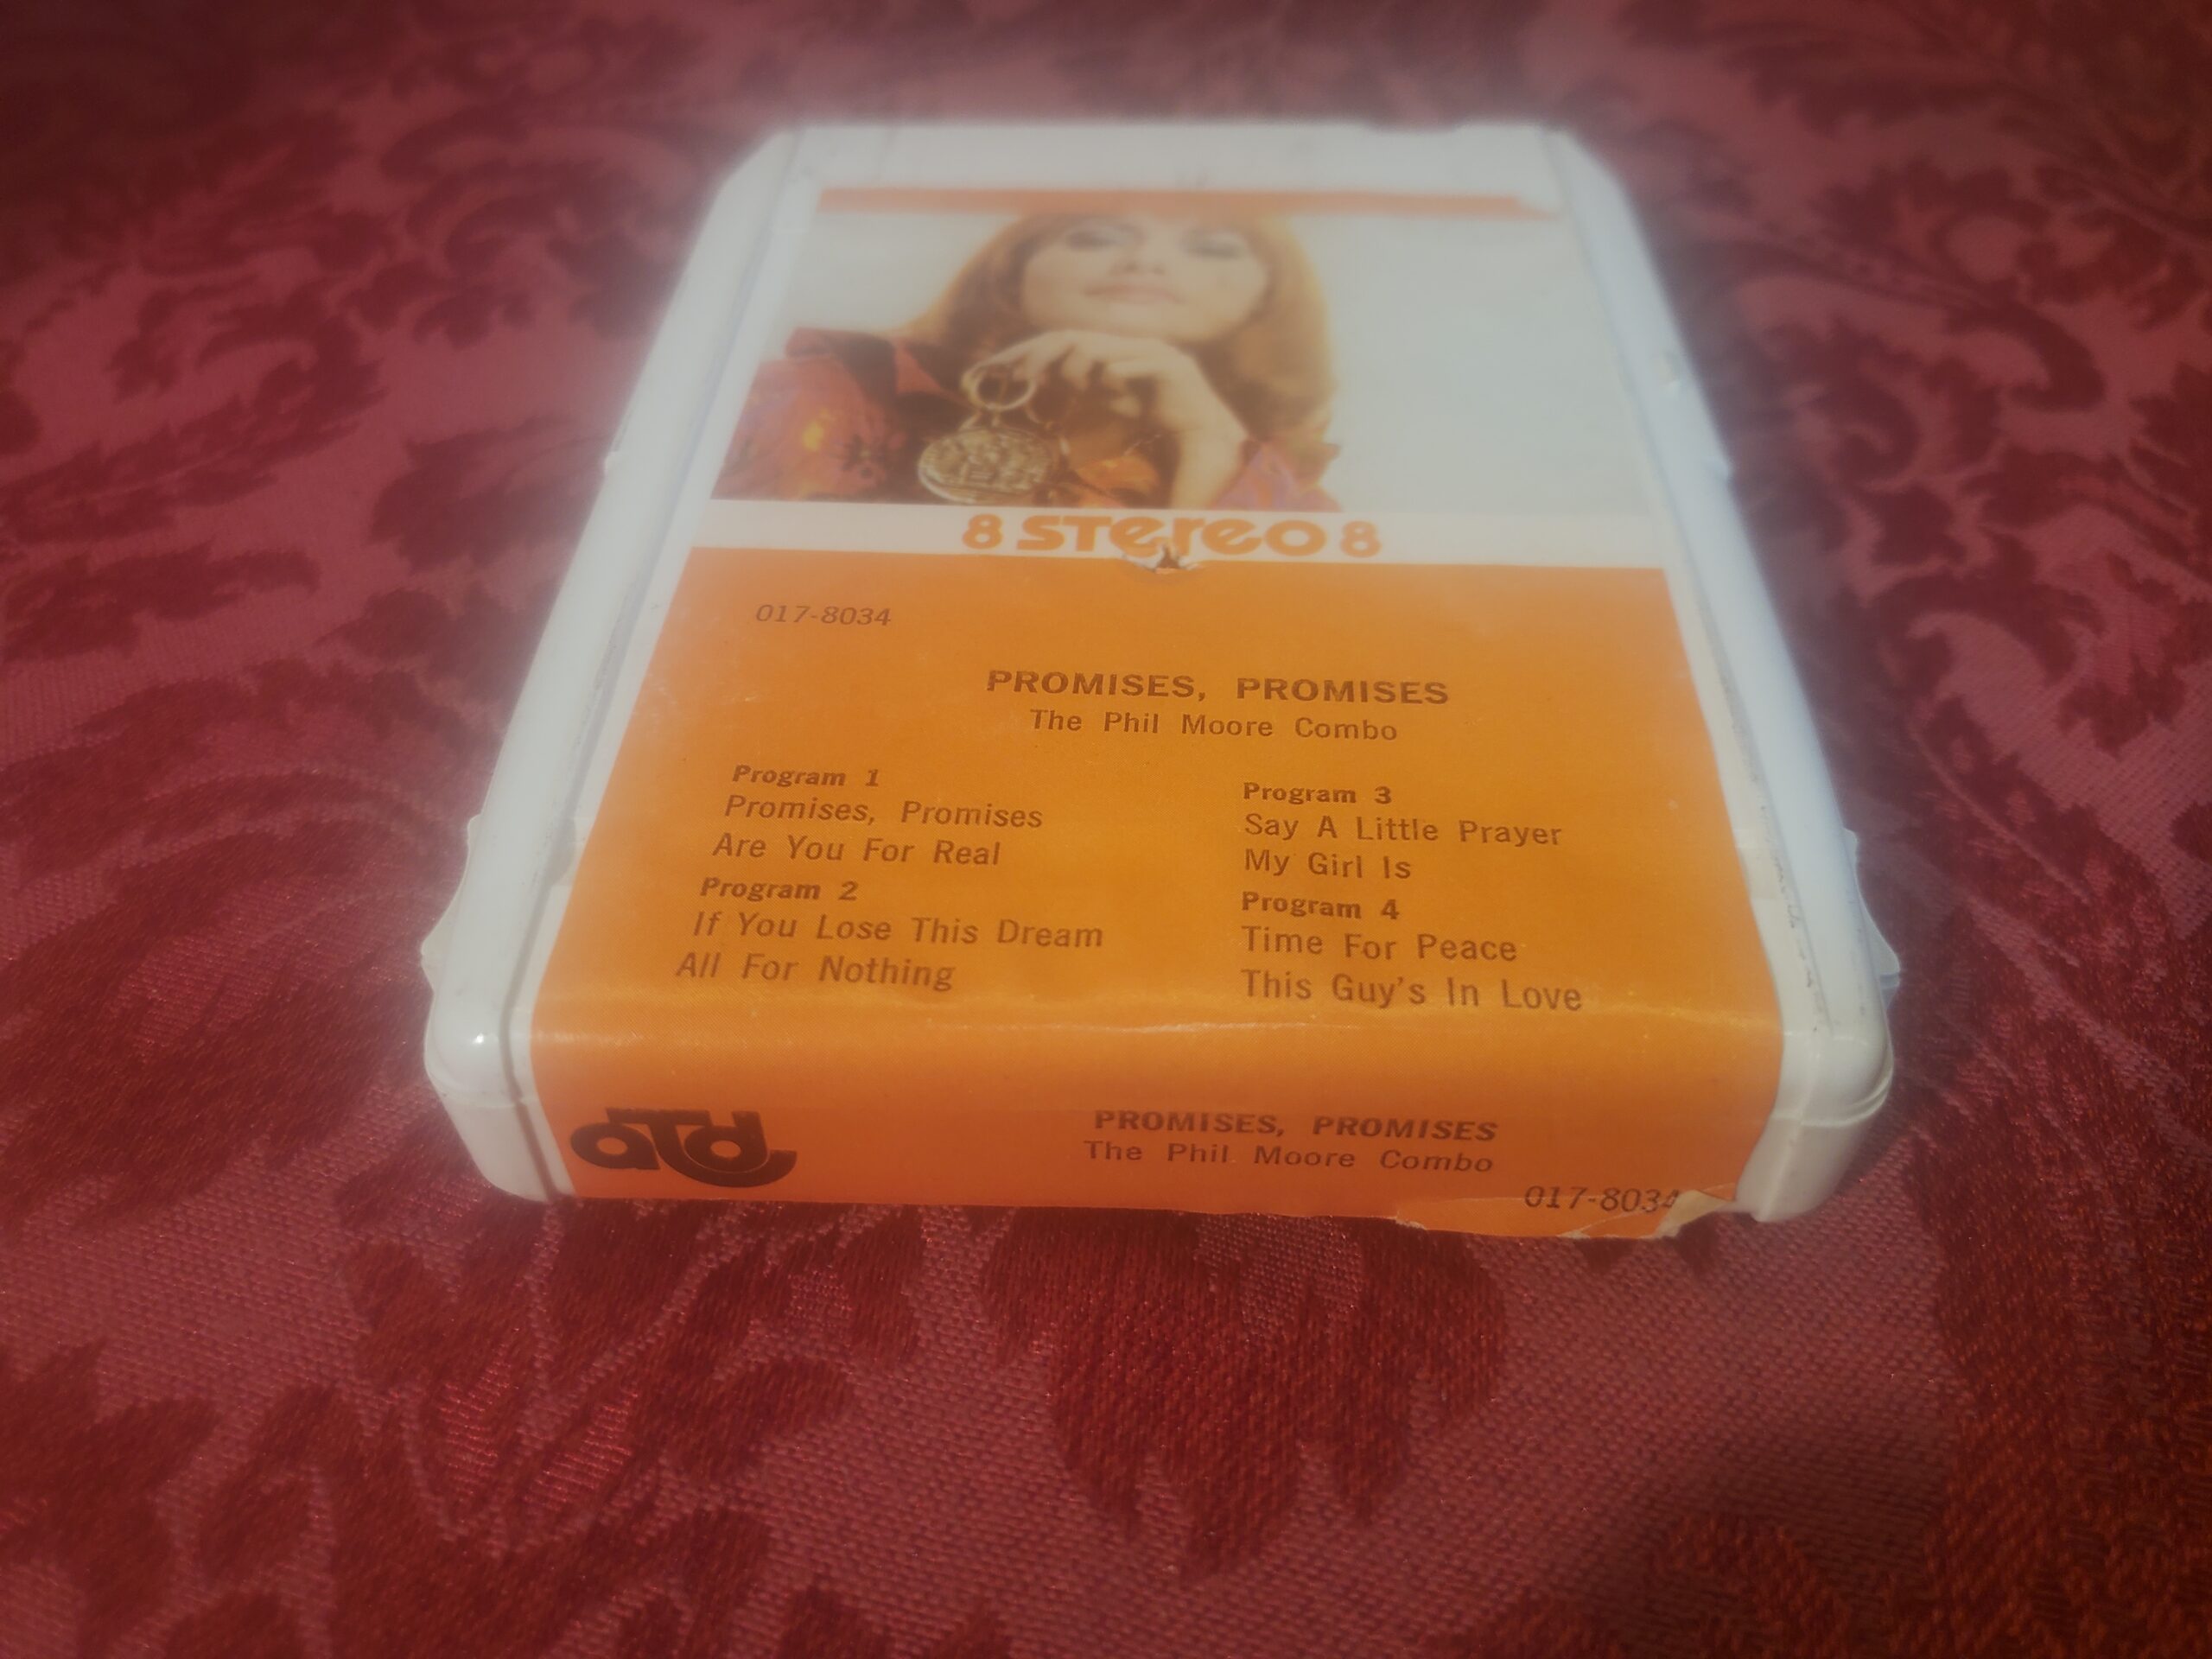 8 STereo 8
017-8034
PROMISES, PROMISES
The Phil Moore Combo
Program 1
Promises, Promises
Are You For Real
Program 2
If You Lose This Dream
All For Nothing
Program 3
Say A Little Prayer
My Girl Is
Program 4
Time For Peace
This Guy's In Love
aTd
PROMISES, PROMISES
The Phil Moore Combo
017-8034